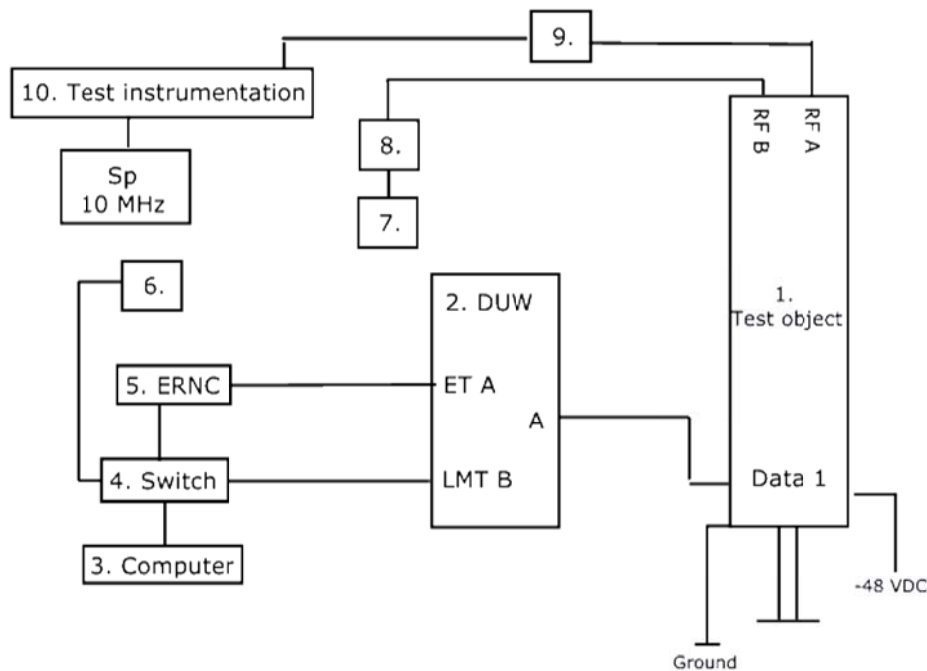 9.
10. Test instrumentation
RF B
RF A
8.
Sp
10 MHz
7.
6.
2. DUW
1.
Test object
5. ERNC
ET A
A
4. Switch
LMT B
Data 1
3. Computer
-48 VDC
Ground